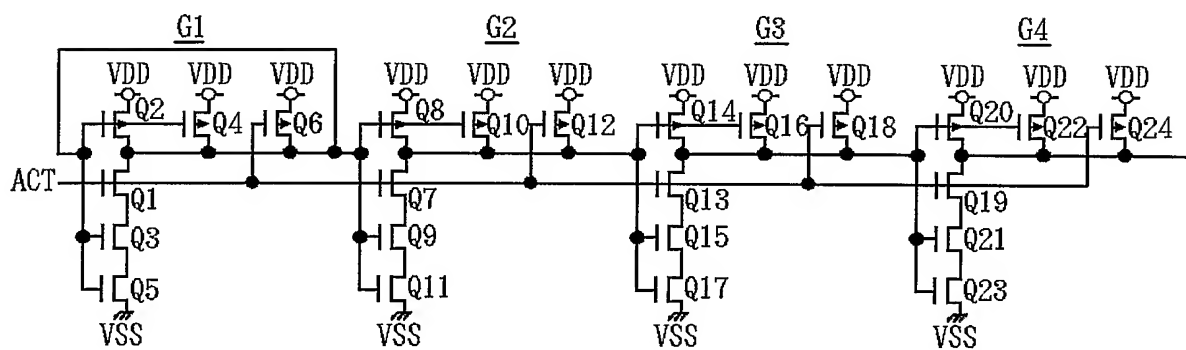 G1 G2 G3 G4
VDD VDD VDD VDD VDD VDD VDD VDD VDD VDD VDD VDD
Q2 Q4 Q6 Q8 Q10 Q12 Q14 Q16 Q18 Q20 Q22 Q24
ACT
Q1 Q7 Q13 Q19
Q3 Q9 Q15 Q21
Q5 Q11 Q17 Q23
VSS VSS VSS VSS